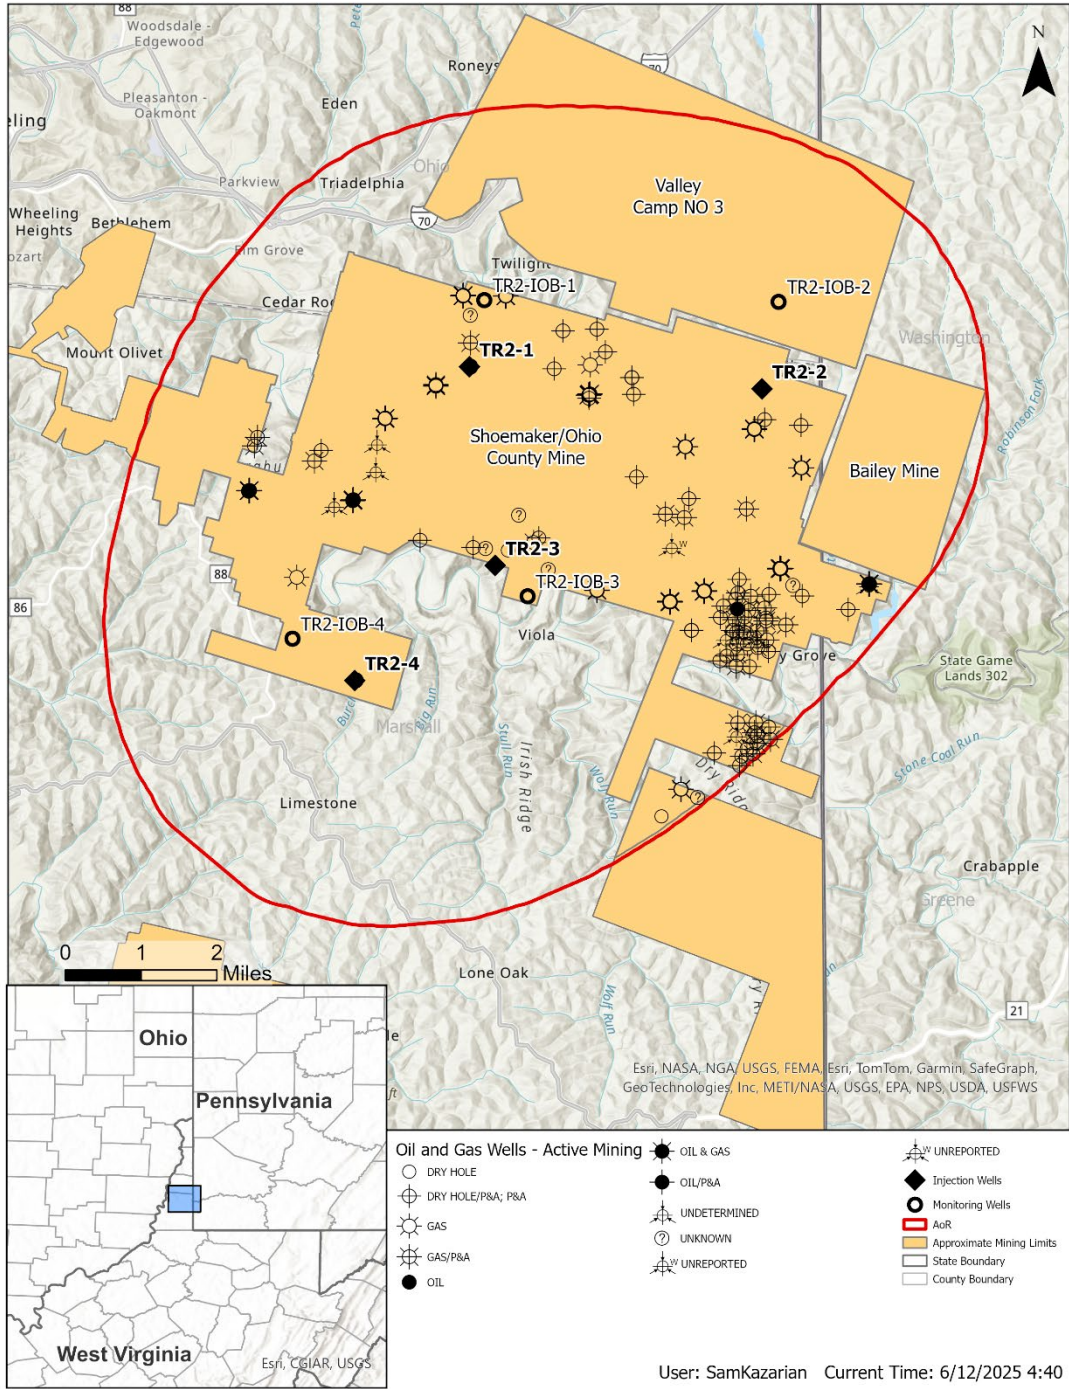 88
Woodsdale -
Edgewood
Roneys
70
Eden
Pleasanton -
Oakmont
eling
Ohio
Parkview
Triadelphia
Valley
Camp NO 3
Wheeling
Heights
Bethlehem
70
ozart
Elm Grove
Twilight
TR2-IOB-1
TR2-IOB-2
Cedar Roc
Washington
Mount Olivet
TR2-1
TR2-2
Robinson Fork
Shoemaker/Ohio
County Mine
Bailey Mine
TR2-3
88
TR2-IOB-3
86
TR2-IOB-4
Viola
y Grove
State Game
Lands 302
TR2-4
Big Run
Marshall
Stull Run
Irish Ridge
Stone Coal Run
Wolf Run
Dry Ridg
Limestone
Crabapple
Greene
0 1 2
Miles
Lone Oak
Wolf Run
21
Esri, NASA, NGA, USGS, FEMA, Esri, TomTom, Garmin, SafeGraph,
GeoTechnologies, Inc, METI/NASA, USGS, EPA, NPS, USDA, USFWS
Ohio
Pennsylvania
West Virginia
Esri, CGIAR, USGS
Oil and Gas Wells - Active Mining
DRY HOLE
DRY HOLE/P&A; P&A
GAS
GAS/P&A
OIL
OIL & GAS
OIL/P&A
UNDETERMINED
UNKNOWN
W UNREPORTED
W UNREPORTED
Injection Wells
Monitoring Wells
AoR
Approximate Mining Limits
State Boundary
County Boundary
N
User: SamKazarian Current Time: 6/12/2025 4:40